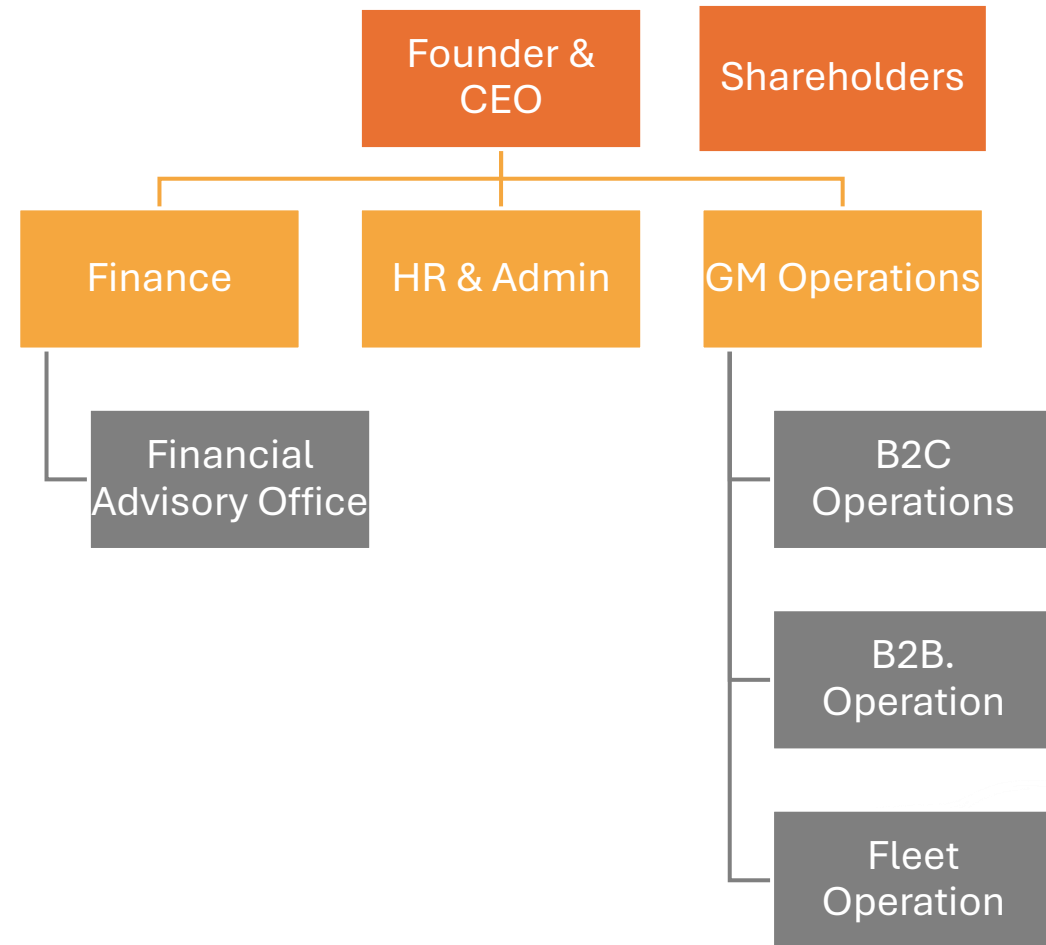 Founder &
CEO
Shareholders
Finance
HR & Admin
GM Operations
Financial
Advisory Office
B2C
Operations
B2B.
Operation
Fleet
Operation